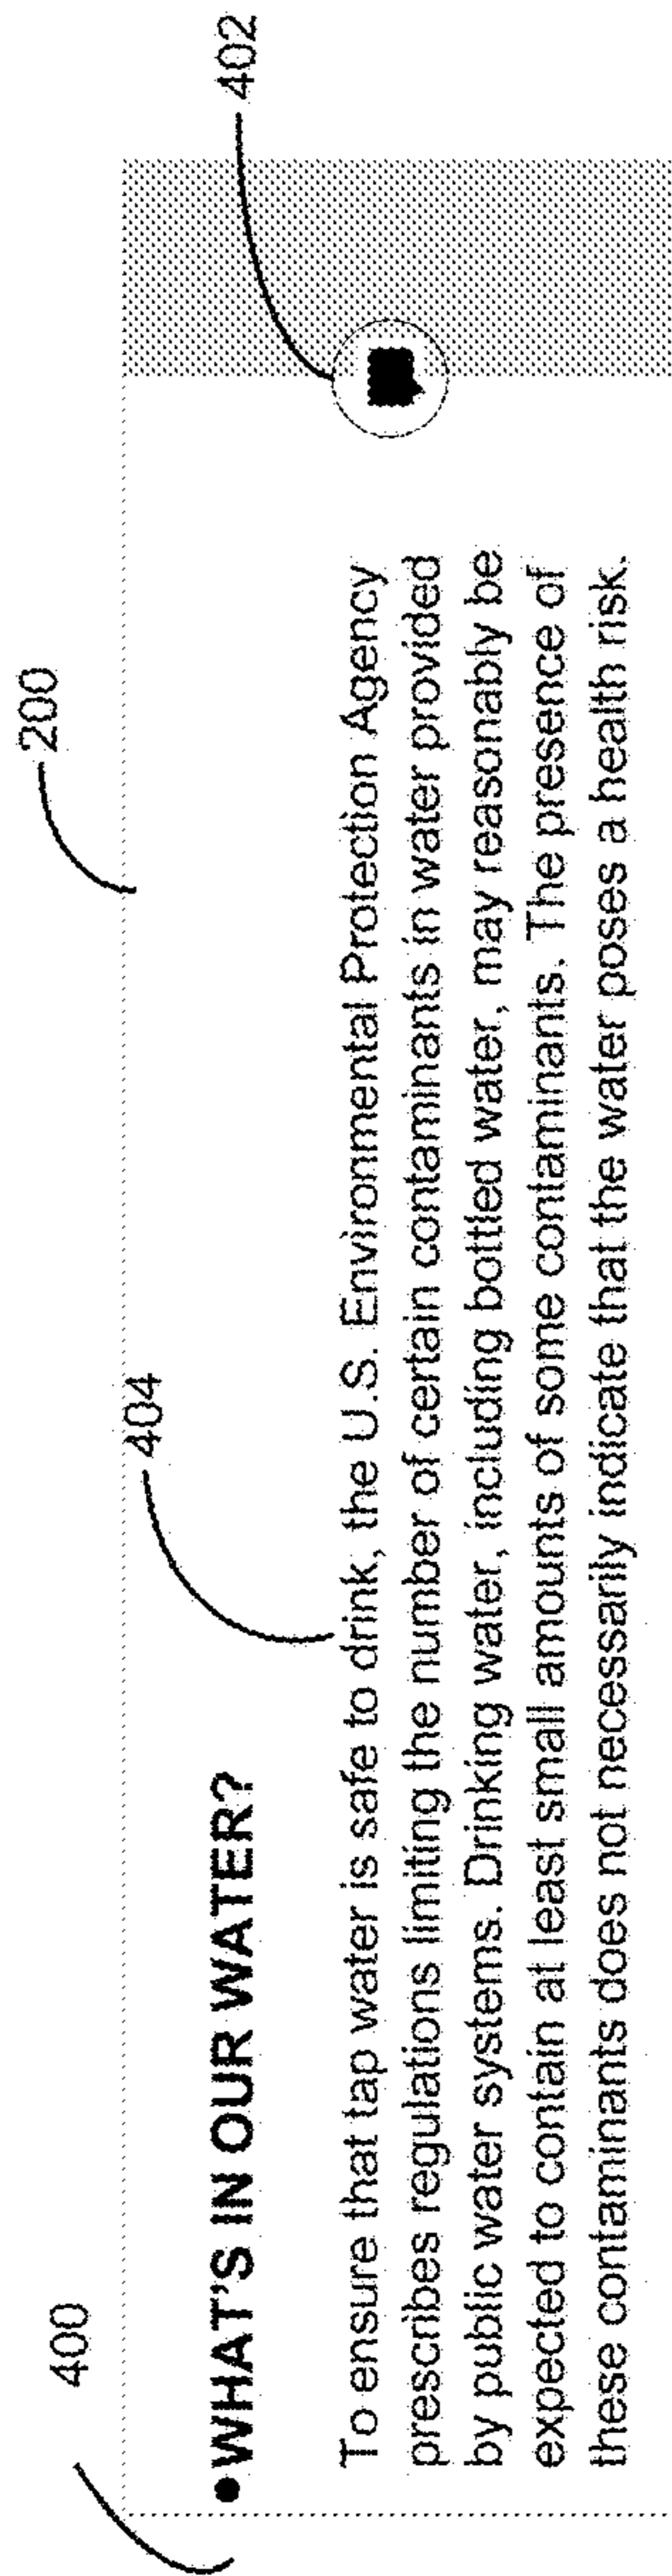 400
200
402
404
•WHAT'S IN OUR WATER?
To ensure that tap water is safe to drink, the U.S. Environmental Protection Agency
prescribes regulations limiting the number of certain contaminants in water provided
by public water systems. Drinking water, including bottled water, may reasonably be
expected to contain at least small amounts of some contaminants. The presence of
these contaminants does not necessarily indicate that the water poses a health risk.